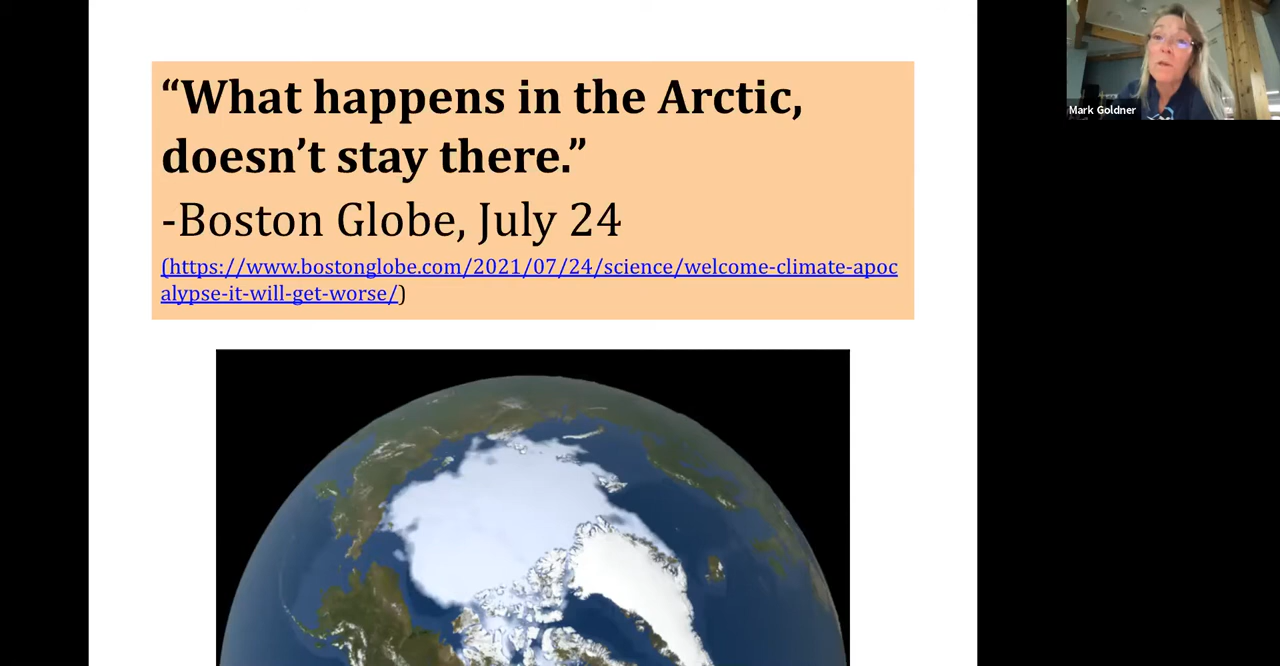 “What happens in the Arctic,
doesn’t stay there.”
-Boston Globe, July 24
(https://www.bostonglobe.com/2021/07/24/science/welcome-climate-apoc
alypse-it-will-get-worse/)
Mark Goldner